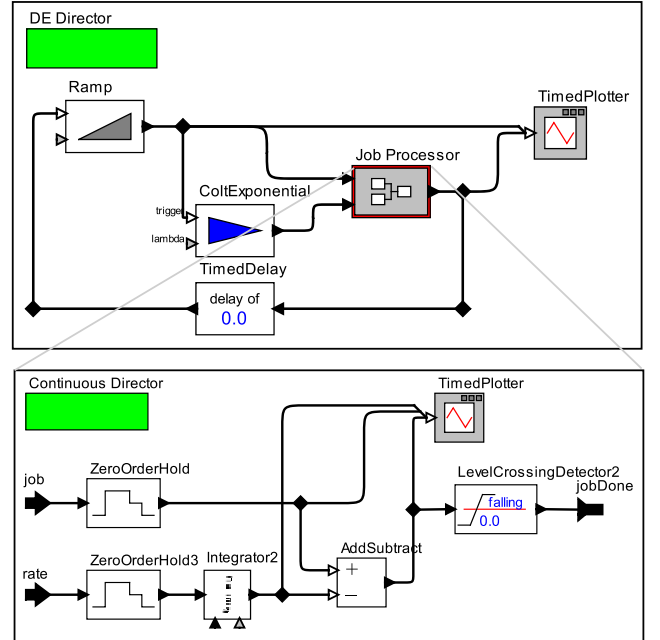 DE Director
Ramp
TimedPlotter
Job Processor
ColtExponential
trigge
lambda
TimedDelay
delay of
0.0
Continuous Director
TimedPlotter
ZeroOrderHold
job
LevelCrossingDetector2
jobDone
falling
0.0
ZeroOrderHold3
Integrator2
AddSubtract
rate
+
−